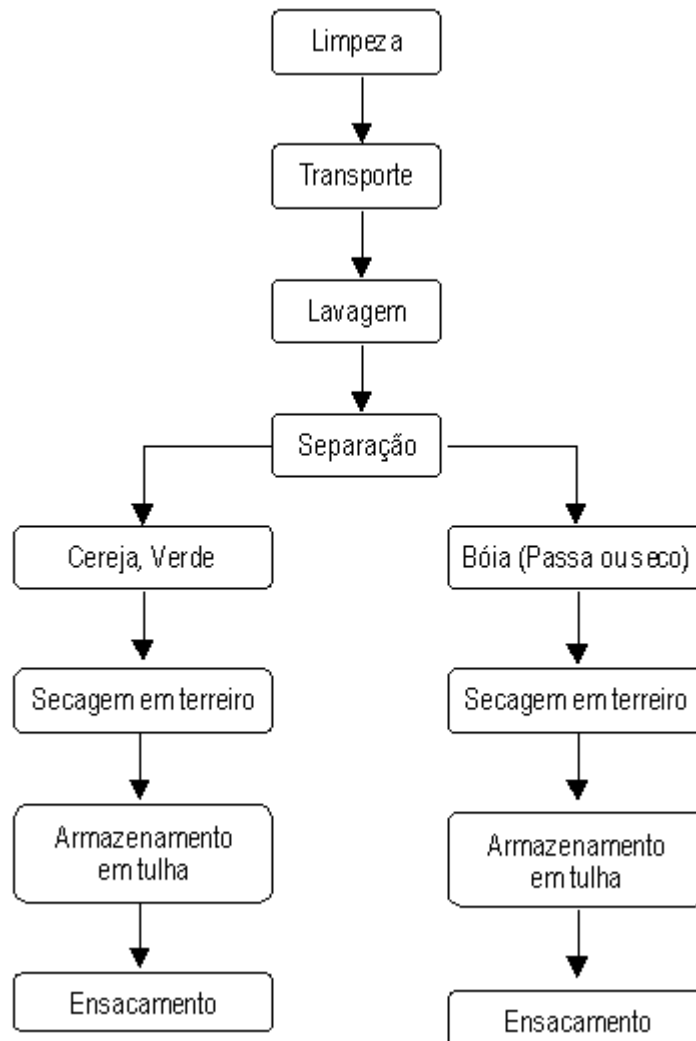 Limpeza
Transporte
Lavagem
Separação
Cereja, Verde
Bóia (Passa ou seco)
Secagem em terreiro
Secagem em terreiro
Armazenamento
em tulha
Armazenamento
em tulha
Ensacamento
Ensacamento